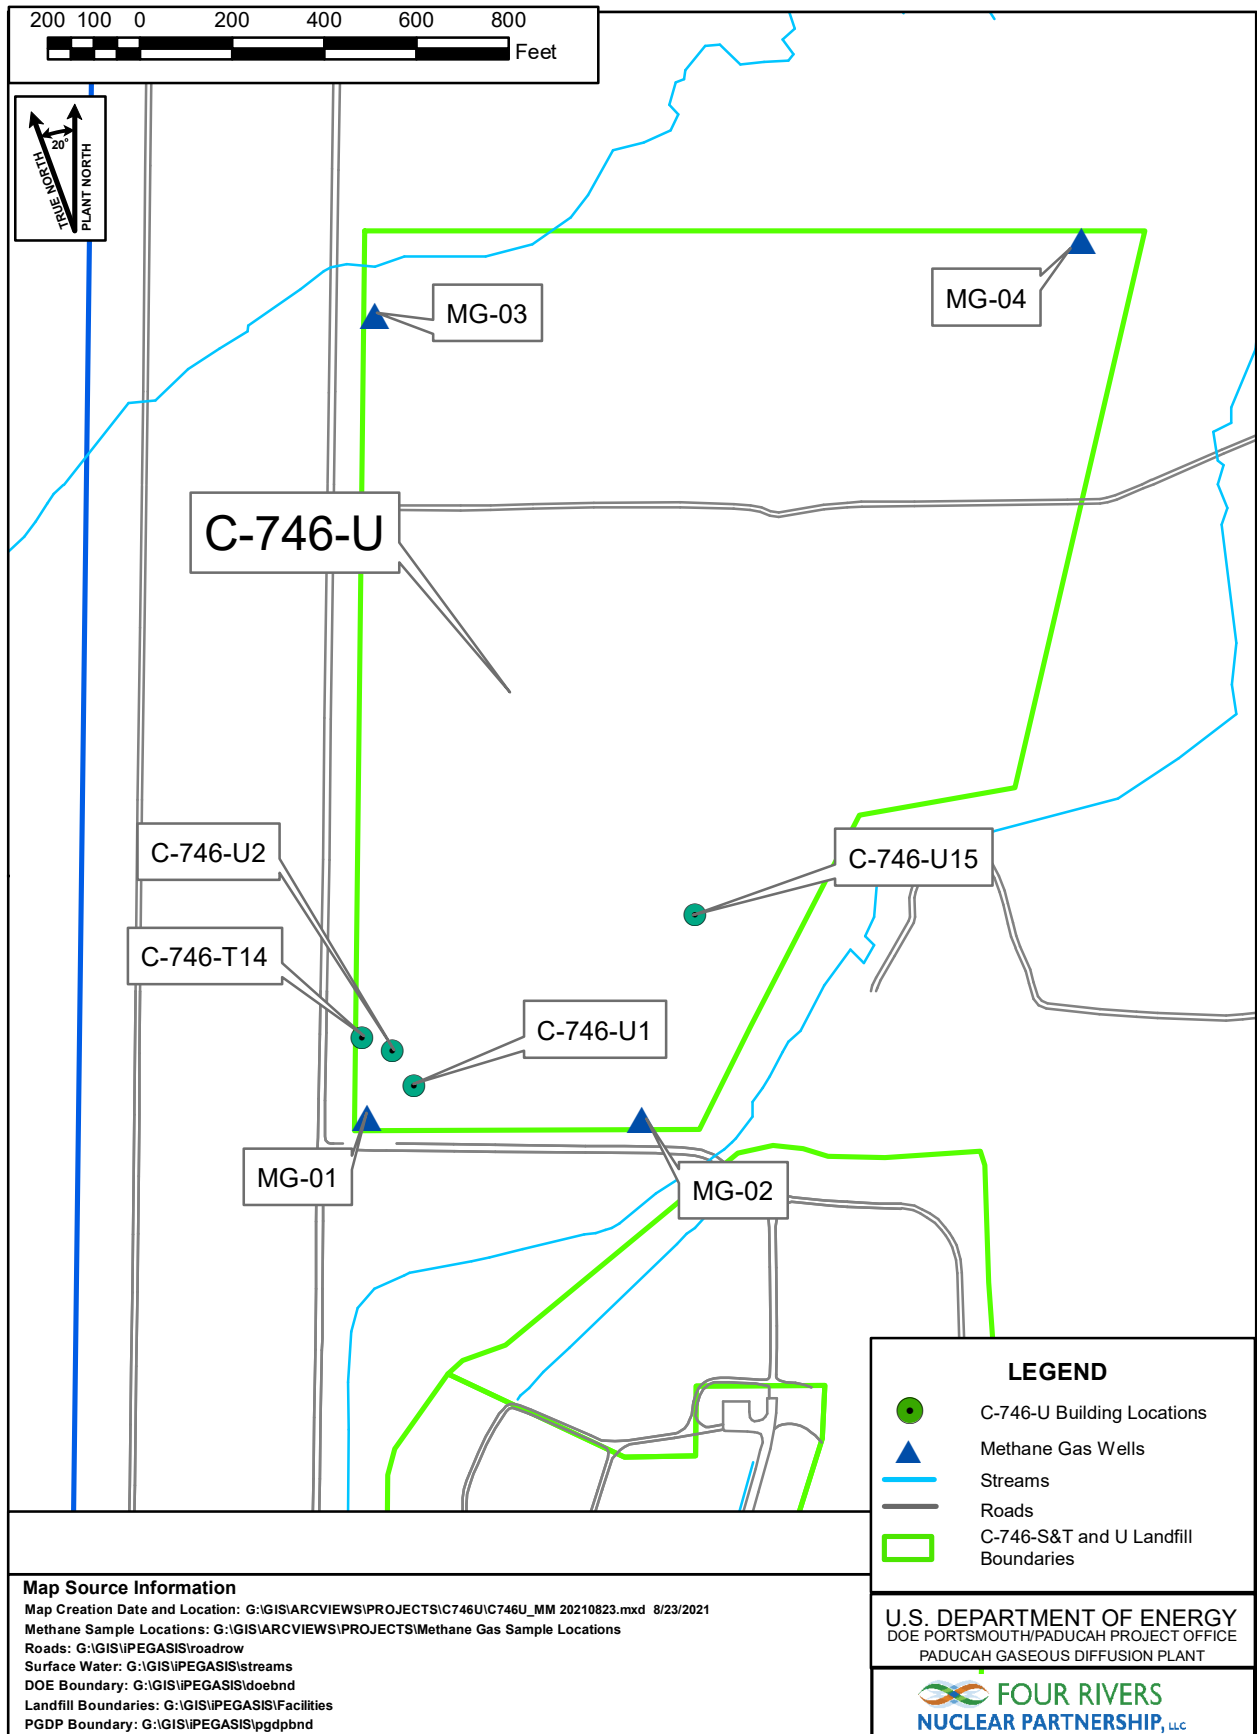 200 100 0 200 400 600 800
Feet
20°
TRUE NORTH
PLANT NORTH
MG-03
MG-04
C-746-U
C-746-U2
C-746-U15
C-746-T14
C-746-U1
MG-01
MG-02
LEGEND
C-746-U Building Locations
Methane Gas Wells
Streams
Roads
C-746-S&T and U Landfill
Boundaries
Map Source Information
Map Creation Date and Location: G:\GIS\ARCVIEWS\PROJECTS\C746U\C746U_MM 20210823.mxd 8/23/2021
Methane Sample Locations: G:\GIS\ARCVIEWS\PROJECTS\Methane Gas Sample Locations
Roads: G:\GIS\iPEGASIS\roadrow
Surface Water: G:\GIS\iPEGASIS\streams
DOE Boundary: G:\GIS\iPEGASIS\doebnd
Landfill Boundaries: G:\GIS\iPEGASIS\Facilities
PGDP Boundary: G:\GIS\iPEGASIS\pgdpbnd
U.S. DEPARTMENT OF ENERGY
DOE PORTSMOUTH/PADUCAH PROJECT OFFICE
PADUCAH GASEOUS DIFFUSION PLANT
FOUR RIVERS
NUCLEAR PARTNERSHIP, LLC